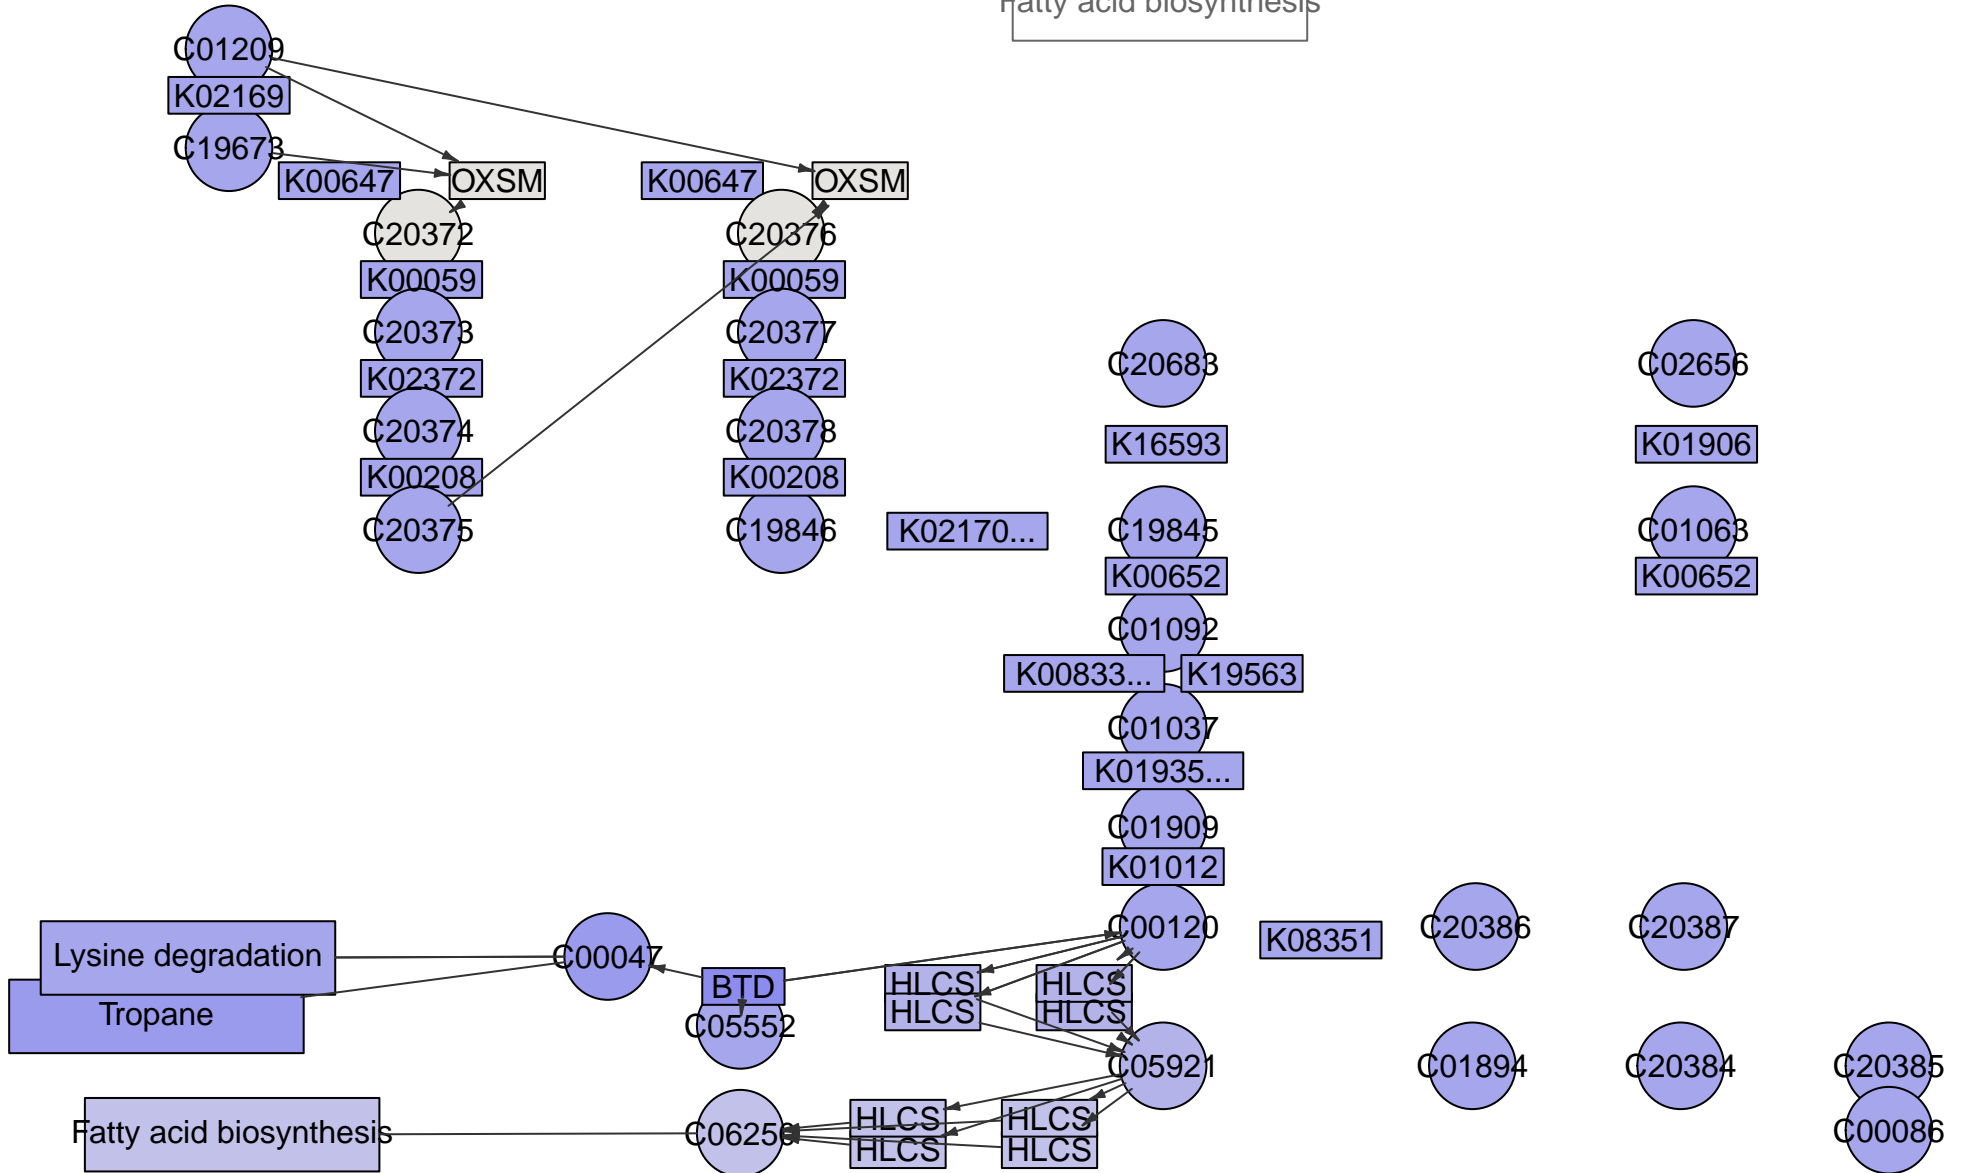 Fatty acid biosynthesis
C01209
K02169
C19673
K00647
OXSM
K00647
OXSM
C20372
C20376
K00059
K00059
C20373
C20377
C20683
C02656
K02372
K02372
C20374
C20378
K16593
K01906
K00208
K00208
C20375
C19846
K02170...
C19845
C01063
K00652
K00652
C01092
K00833...
K19563
C01037
K01935...
C01909
K01012
C00120
C20386
C20387
K08351
Lysine degradation
C00047
BTD
HLCS
HLCS
Tropane
C05552
HLCS
HLCS
C05921
C01894
C20384
C20385
HLCS
HLCS
Fatty acid biosynthesis
HLCS
HLCS
C00086